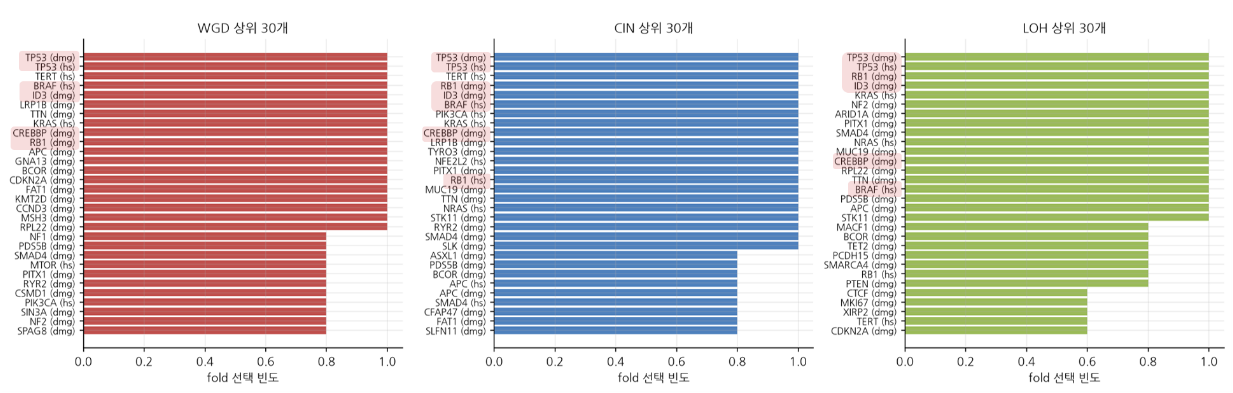 WGD 상위 30개
TP53 (dmg)
TP53 (hs)
TERT (hs)
BRAF (hs)
ID3 (dmg)
LRP1B (dmg)
TTN (dmg)
KRAS (hs)
CREBBP (dmg)
RB1 (dmg)
APC (dmg)
GNA13 (dmg)
BCOR (dmg)
CDKN2A (dmg)
FAT1 (dmg)
KMT2D (dmg)
CCND3 (dmg)
MSH3 (dmg)
RPL22 (dmg)
NF1 (dmg)
PDS5B (dmg)
SMAD4 (dmg)
MTOR (hs)
PITX1 (dmg)
RYR2 (dmg)
CSMD1 (dmg)
PIK3CA (hs)
SIN3A (dmg)
NF2 (dmg)
SPAG8 (dmg)
0.0 0.2 0.4 0.6 0.8 1.0
fold 선택 빈도
CIN 상위 30개
TP53 (dmg)
TP53 (hs)
TERT (hs)
RB1 (dmg)
ID3 (dmg)
BRAF (hs)
PIK3CA (hs)
KRAS (hs)
CREBBP (dmg)
LRP1B (dmg)
TYRO3 (dmg)
NFE2L2 (hs)
PITX1 (dmg)
RB1 (hs)
MUC19 (dmg)
TTN (dmg)
NRAS (hs)
STK11 (dmg)
RYR2 (dmg)
SMAD4 (dmg)
SLK (dmg)
ASXL1 (dmg)
PDS5B (dmg)
BCOR (dmg)
APC (hs)
APC (dmg)
SMAD4 (hs)
CFAP47 (dmg)
FAT1 (dmg)
SLFN11 (dmg)
0.0 0.2 0.4 0.6 0.8 1.0
fold 선택 빈도
LOH 상위 30개
TP53 (dmg)
TP53 (hs)
RB1 (dmg)
ID3 (dmg)
KRAS (hs)
NF2 (dmg)
ARID1A (dmg)
PITX1 (dmg)
SMAD4 (dmg)
NRAS (hs)
MUC19 (dmg)
CREBBP (dmg)
RPL22 (dmg)
TTN (dmg)
BRAF (hs)
PDS5B (dmg)
APC (dmg)
STK11 (dmg)
MACF1 (dmg)
BCOR (dmg)
TET2 (dmg)
PCDH15 (dmg)
SMARCA4 (dmg)
RB1 (hs)
PTEN (dmg)
CTCF (dmg)
MKI67 (dmg)
XIRP2 (dmg)
TERT (hs)
CDKN2A (dmg)
0.0 0.2 0.4 0.6 0.8 1.0
fold 선택 빈도